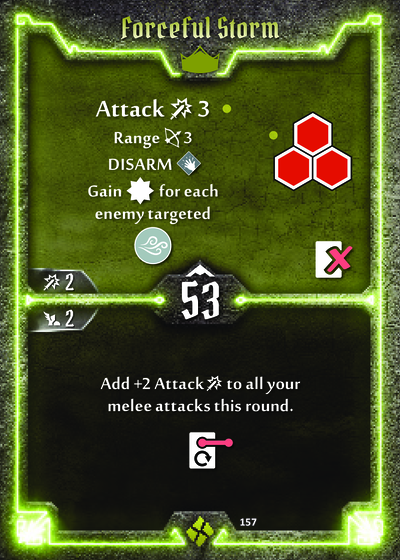 Forceful Storm
Attack 3
Range 3
DISARM
Gain for each
enemy targeted
2
53
2
Add +2 Attack to all your
melee attacks this round.
157